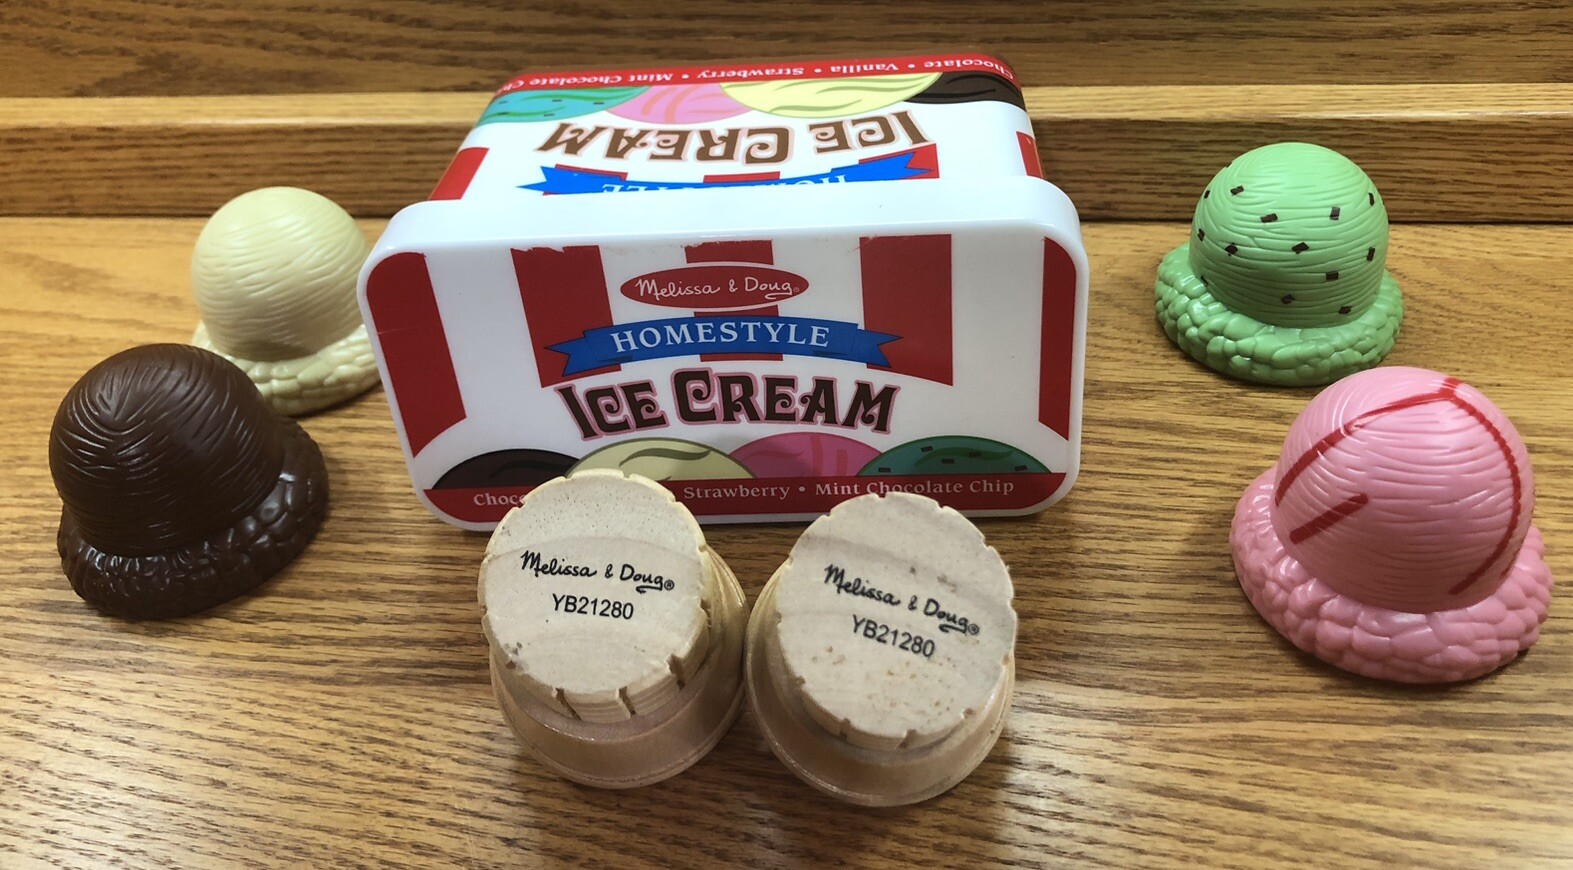 Chocolate • Vanilla • Strawberry • Mint Chocolate
ICE CREAM
Melissa & Doug®
HOMESTYLE
ICE CREAM
Strawberry • Mint Chocolate Chip
Melissa & Doug®
YB21280
Melissa & Doug®
YB21280